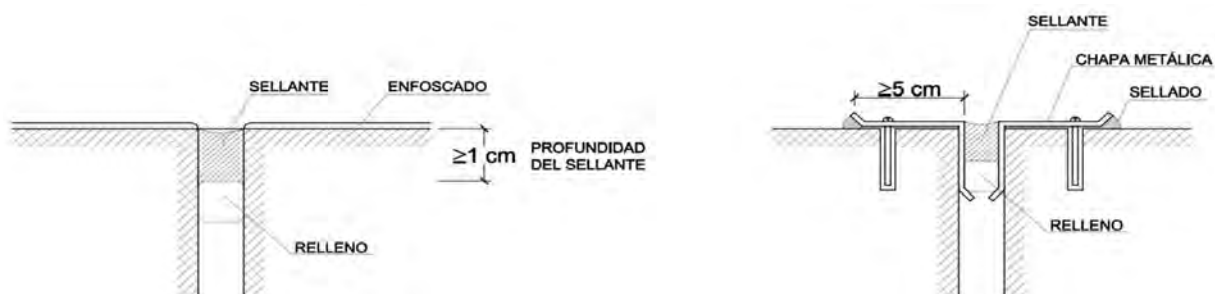 SELLANTE
ENFOSCADO
≥1 cm
PROFUNDIDAD
DEL SELLANTE
RELLENO
SELLANTE
CHAPA METÁLICA
≥5 cm
SELLADO
RELLENO